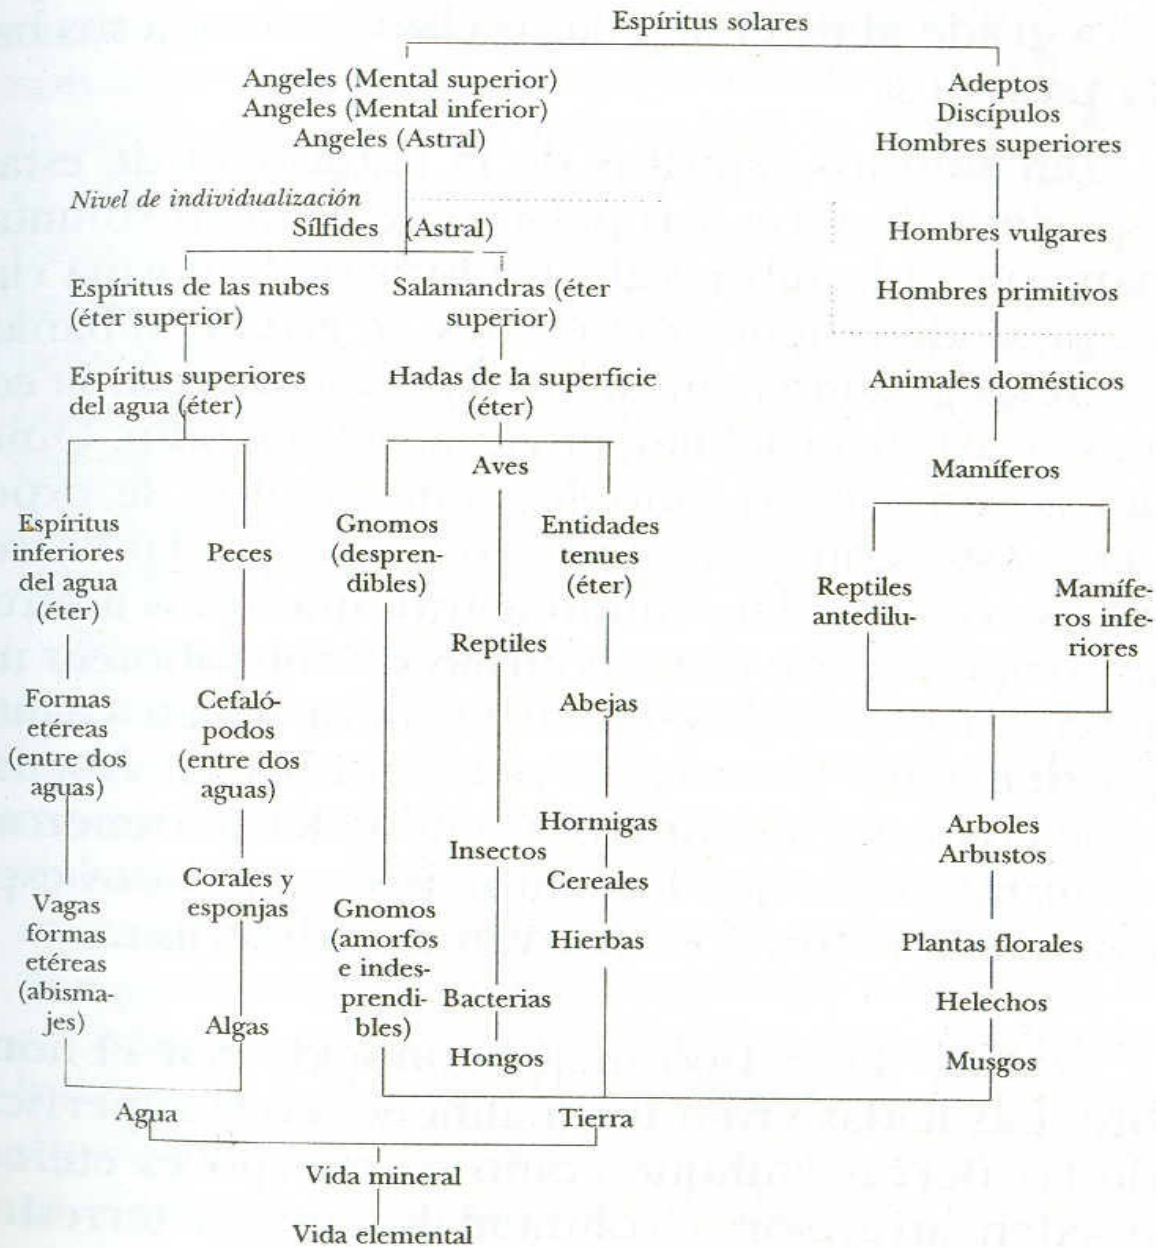 Espíritus solares
Angeles (Mental superior)
Angeles (Mental inferior)
Angeles (Astral)
Adeptos
Discípulos
Hombres superiores
Nivel de individualización
Sílfides (Astral)
Hombres vulgares
Espíritus de las nubes
(éter superior)
Salamandras (éter
superior)
Hombres primitivos
Espíritus superiores
del agua (éter)
Hadas de la superficie
(éter)
Animales domésticos
Aves
Mamíferos
Espíritus
inferiores
del agua
(éter)
Peces
Gnomos
(despren-
dibles)
Entidades
tenues
(éter)
Reptiles
antedilu-
Mamífe-
ros infe-
riores
Reptiles
Formas
etéreas
(entre dos
aguas)
Cefaló-
podos
(entre dos
aguas)
Abejas
Hormigas
Arboles
Arbustos
Insectos
Corales y
esponjas
Cereales
Vagas
formas
etéreas
(abisma-
jes)
Gnomos
(amorfos
e indes-
prendi-
bles)
Hierbas
Plantas florales
Bacterias
Helechos
Algas
Hongos
Musgos
Agua
Tierra
Vida mineral
Vida elemental